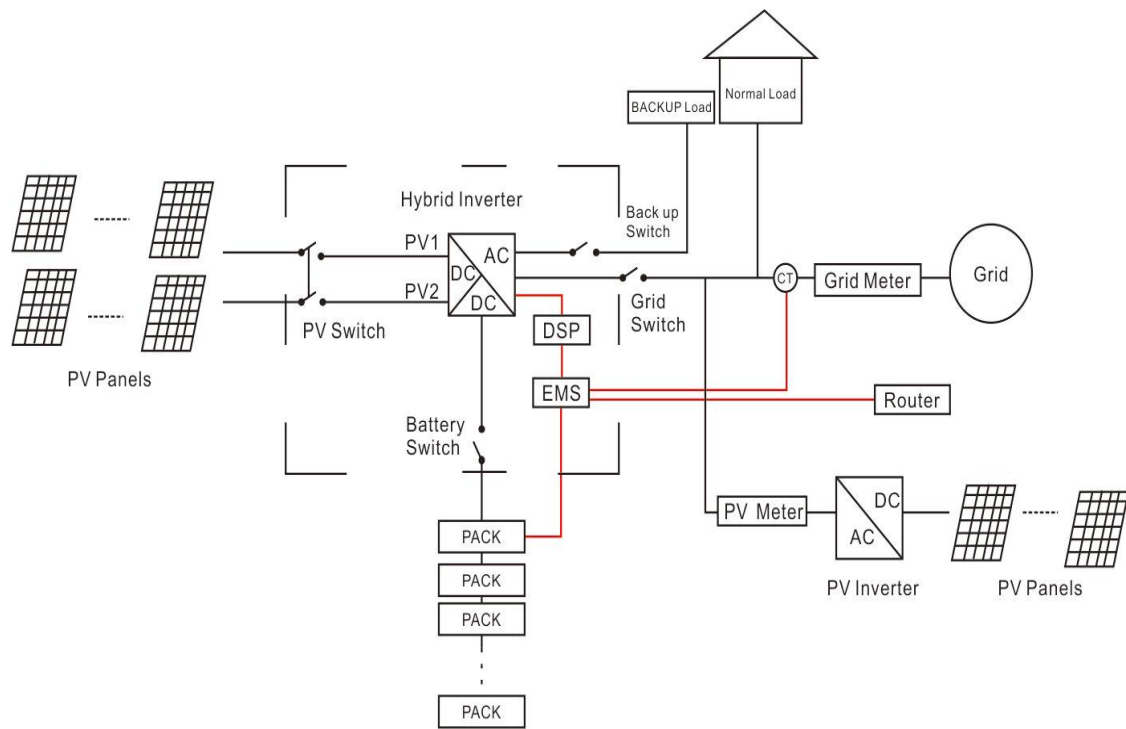 Normal Load
BACKUP Load
Hybrid Inverter
Back up
Switch
PV1
AC
DC
DC
PV2
PV Switch
Grid
Switch
CT
Grid Meter
Grid
PV Panels
DSP
EMS
Router
Battery
Switch
PV Meter
DC
AC
PV Inverter
PV Panels
PACK
PACK
PACK
PACK